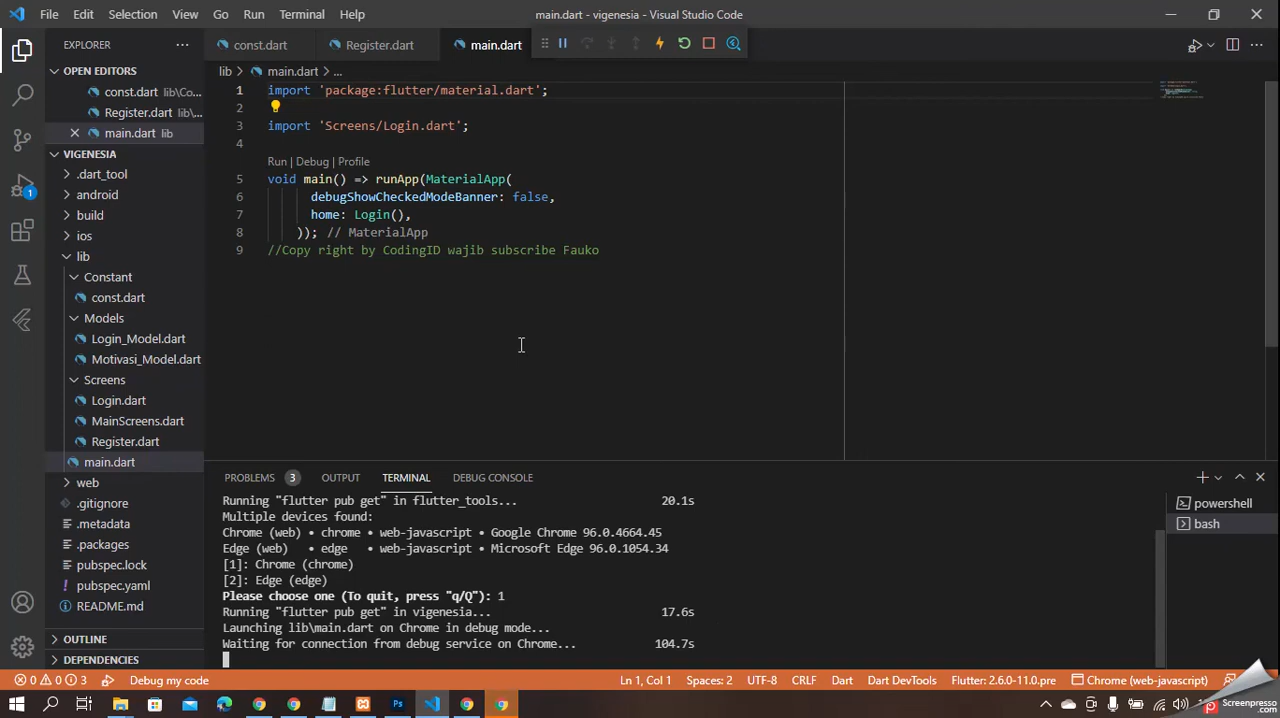 File Edit Selection View Go Run Terminal Help
main.dart - vigenesia - Visual Studio Code
EXPLORER
const.dart Register.dart main.dart
OPEN EDITORS
const.dart lib\Co...
Register.dart lib\...
main.dart lib
VIGENESIA
.dart_tool
android
build
ios
lib
Constant
const.dart
Models
Login_Model.dart
Motivasi_Model.dart
Screens
Login.dart
MainScreens.dart
Register.dart
main.dart
web
.gitignore
.metadata
.packages
pubspec.lock
pubspec.yaml
README.md
OUTLINE
DEPENDENCIES
1
lib > main.dart > ...
1 import 'package:flutter/material.dart';
2
3 import 'Screens/Login.dart';
4
Run | Debug | Profile
5 void main() => runApp(MaterialApp(
6 debugShowCheckedModeBanner: false,
7 home: Login(),
8 )); // MaterialApp
9 //Copy right by CodingID wajib subscribe Fauko
PROBLEMS 3 OUTPUT TERMINAL DEBUG CONSOLE
Running "flutter pub get" in flutter_tools... 20.1s
Multiple devices found:
Chrome (web) • chrome • web-javascript • Google Chrome 96.0.4664.45
Edge (web) • edge • web-javascript • Microsoft Edge 96.0.1054.34
[1]: Chrome (chrome)
[2]: Edge (edge)
Please choose one (To quit, press "q/Q"): 1
Running "flutter pub get" in vigenesia... 17.6s
Launching lib\main.dart on Chrome in debug mode...
Waiting for connection from debug service on Chrome... 104.7s
powershell
bash
0 0 3 Debug my code Ln 1, Col 1 Spaces: 2 UTF-8 CRLF Dart Dart DevTools Flutter: 2.6.0-11.0.pre Chrome (web-javascript)
Screenpresso
.com